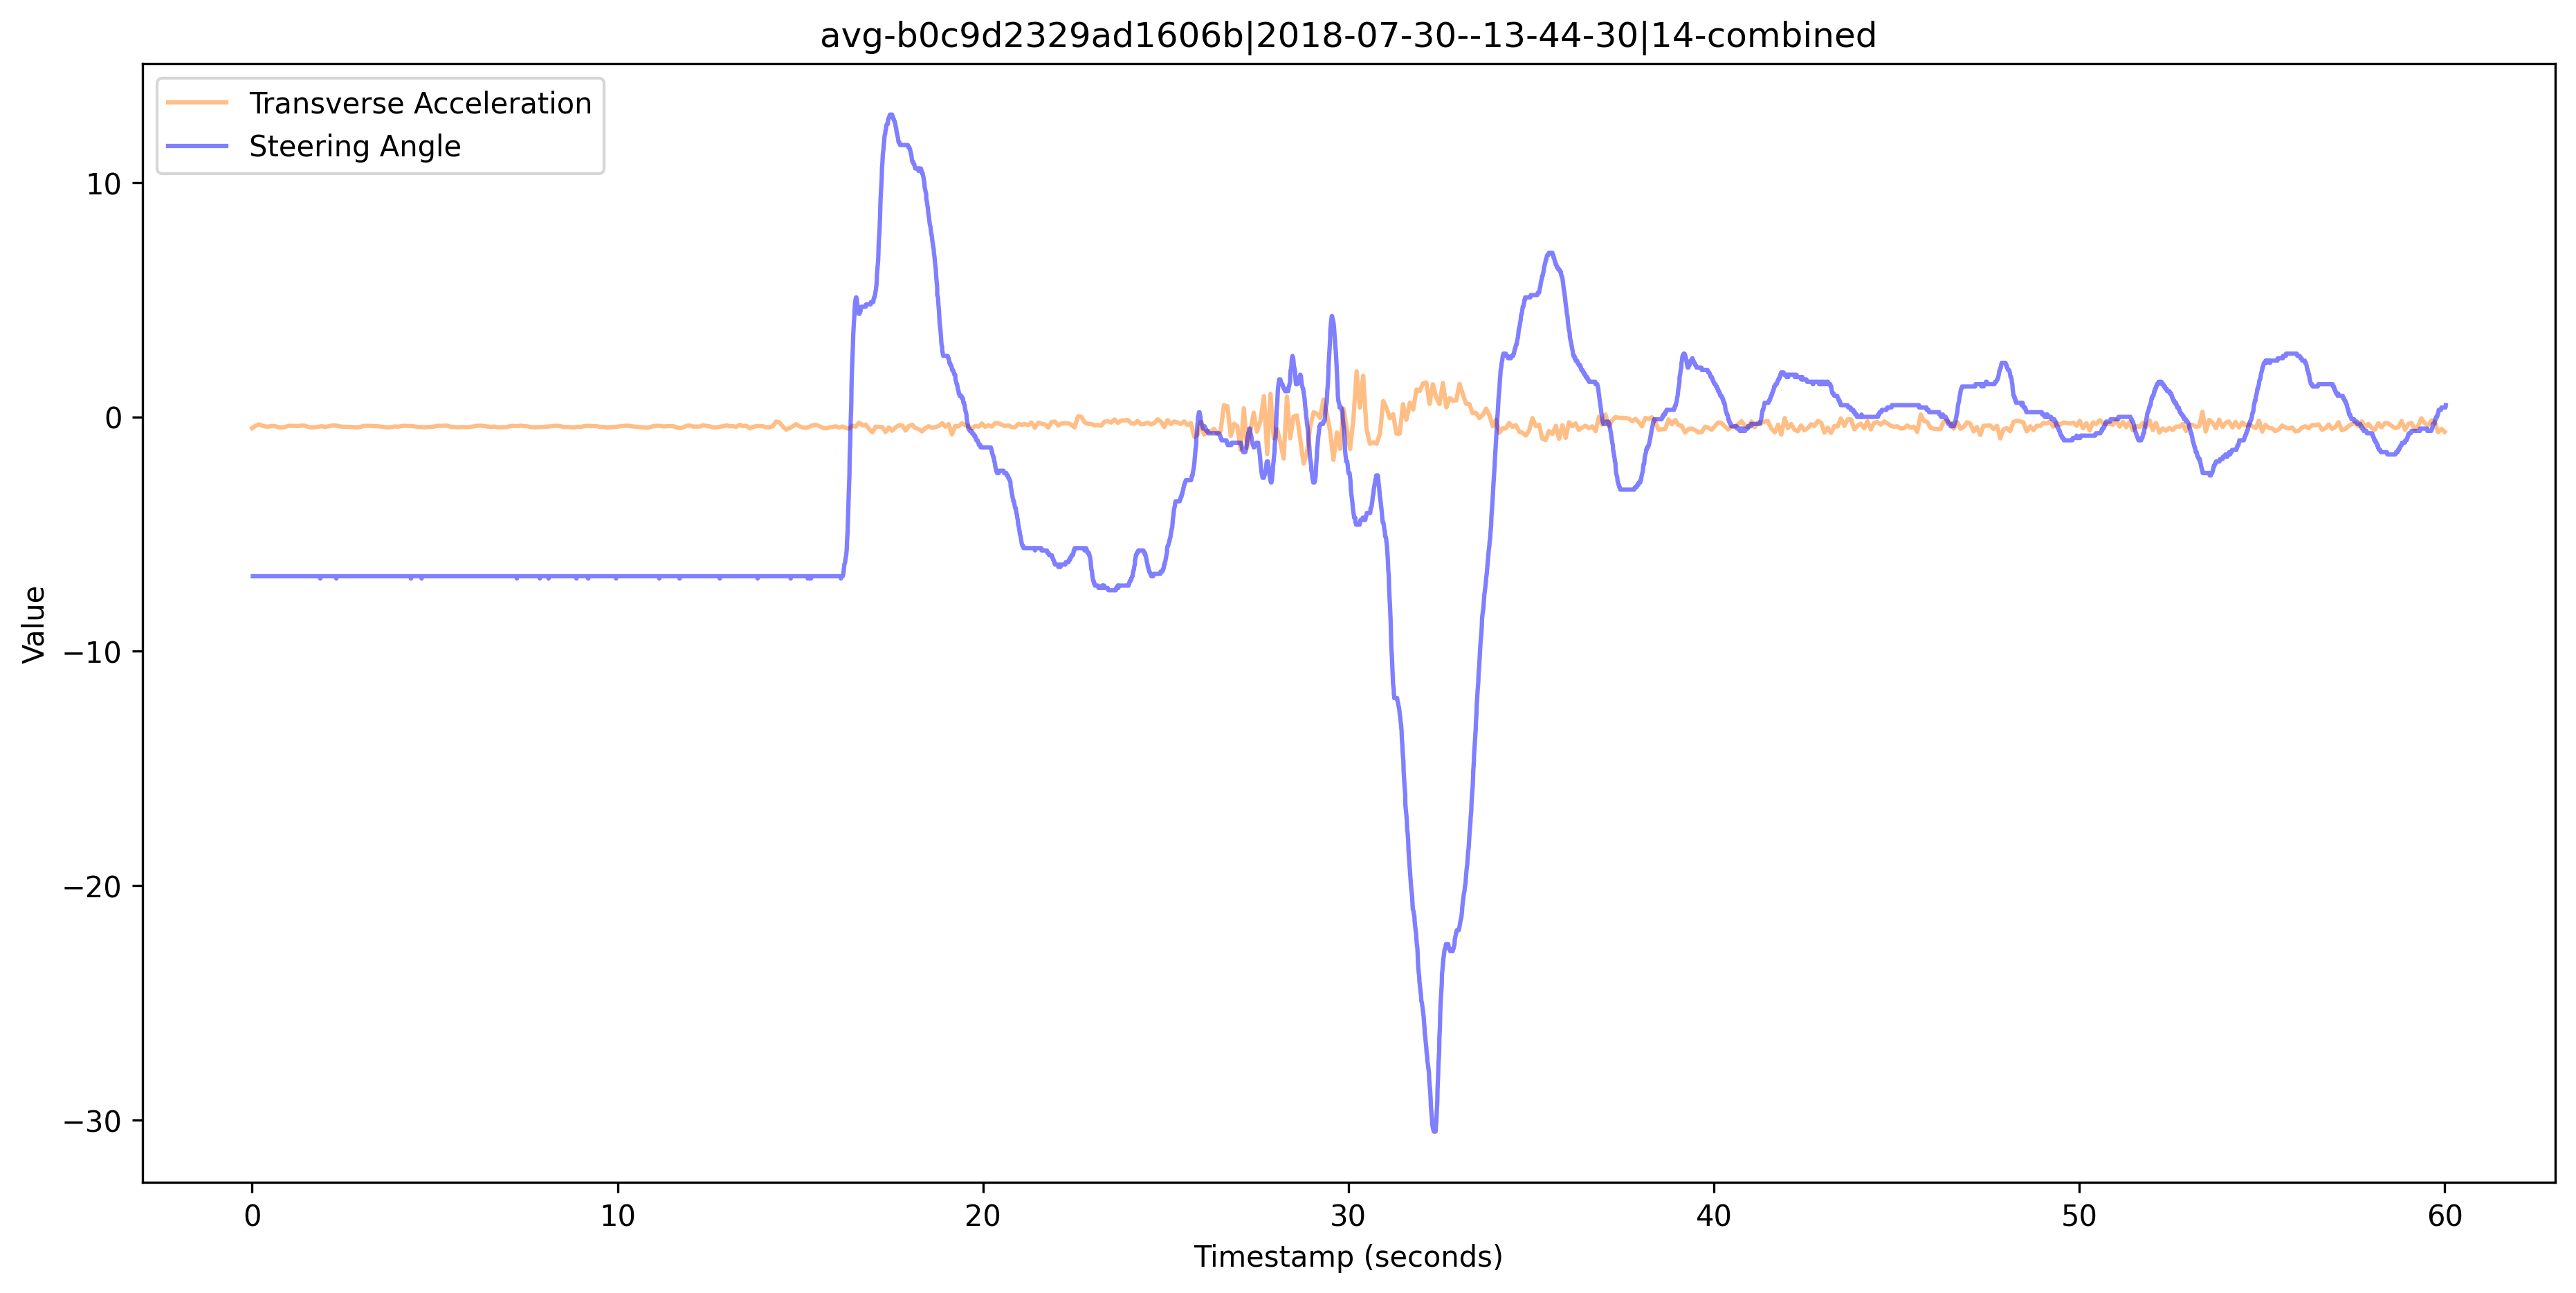 avg-b0c9d2329ad1606b|2018-07-30--13-44-30|14-combined
Transverse Acceleration
Steering Angle
10
0
−10
−20
−30
Value
0 10 20 30 40 50 60
Timestamp (seconds)